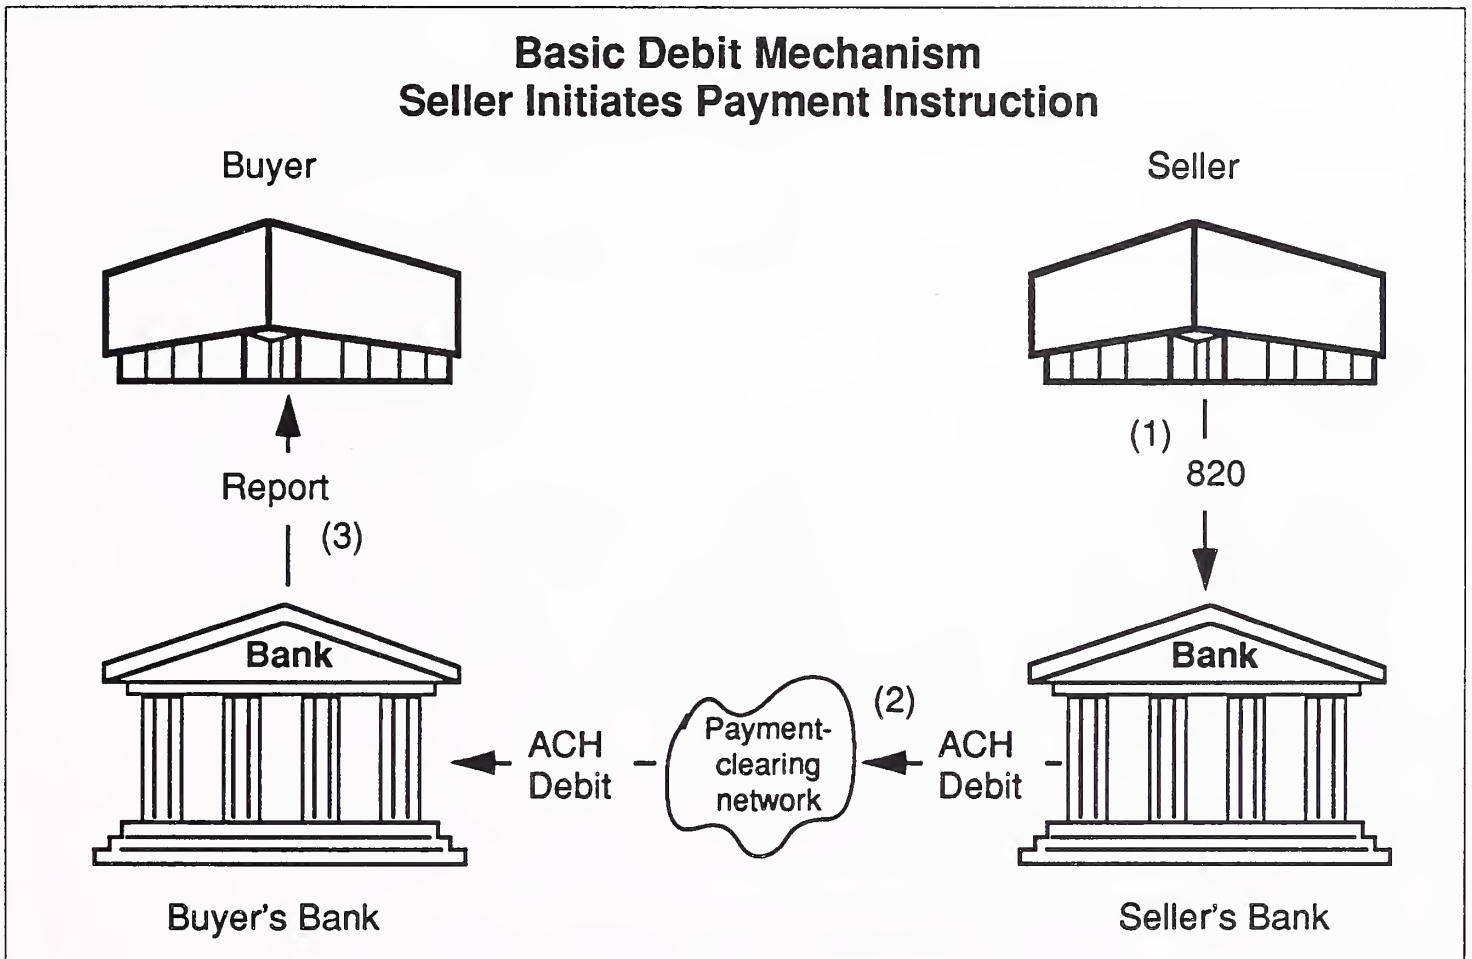 Basic Debit Mechanism
Seller Initiates Payment Instruction
Buyer
Seller
(1)
820
Report
(3)
Bank
Bank
(2)
Payment-
clearing
network
ACH
Debit
ACH
Debit
Buyer's Bank
Seller's Bank